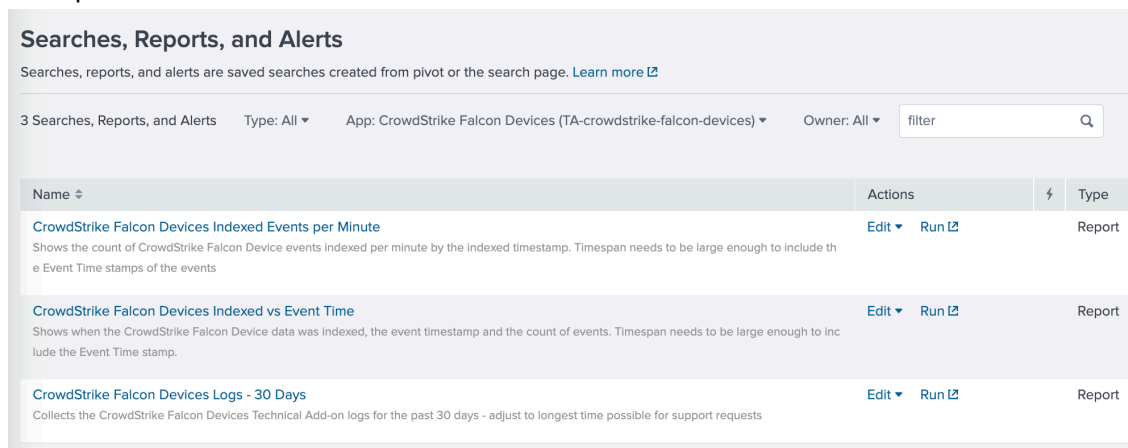 Searches, Reports, and Alerts
Searches, reports, and alerts are saved searches created from pivot or the search page. Learn more
3 Searches, Reports, and Alerts Type: All App: CrowdStrike Falcon Devices (TA-crowdstrike-falcon-devices) Owner: All filter
Name Actions Type
CrowdStrike Falcon Devices Indexed Events per Minute Edit Run Report
Shows the count of CrowdStrike Falcon Device events indexed per minute by the indexed timestamp. Timespan needs to be large enough to include th
e Event Time stamps of the events
CrowdStrike Falcon Devices Indexed vs Event Time Edit Run Report
Shows when the CrowdStrike Falcon Device data was indexed, the event timestamp and the count of events. Timespan needs to be large enough to inc
lude the Event Time stamp.
CrowdStrike Falcon Devices Logs - 30 Days Edit Run Report
Collects the CrowdStrike Falcon Devices Technical Add-on logs for the past 30 days - adjust to longest time possible for support requests